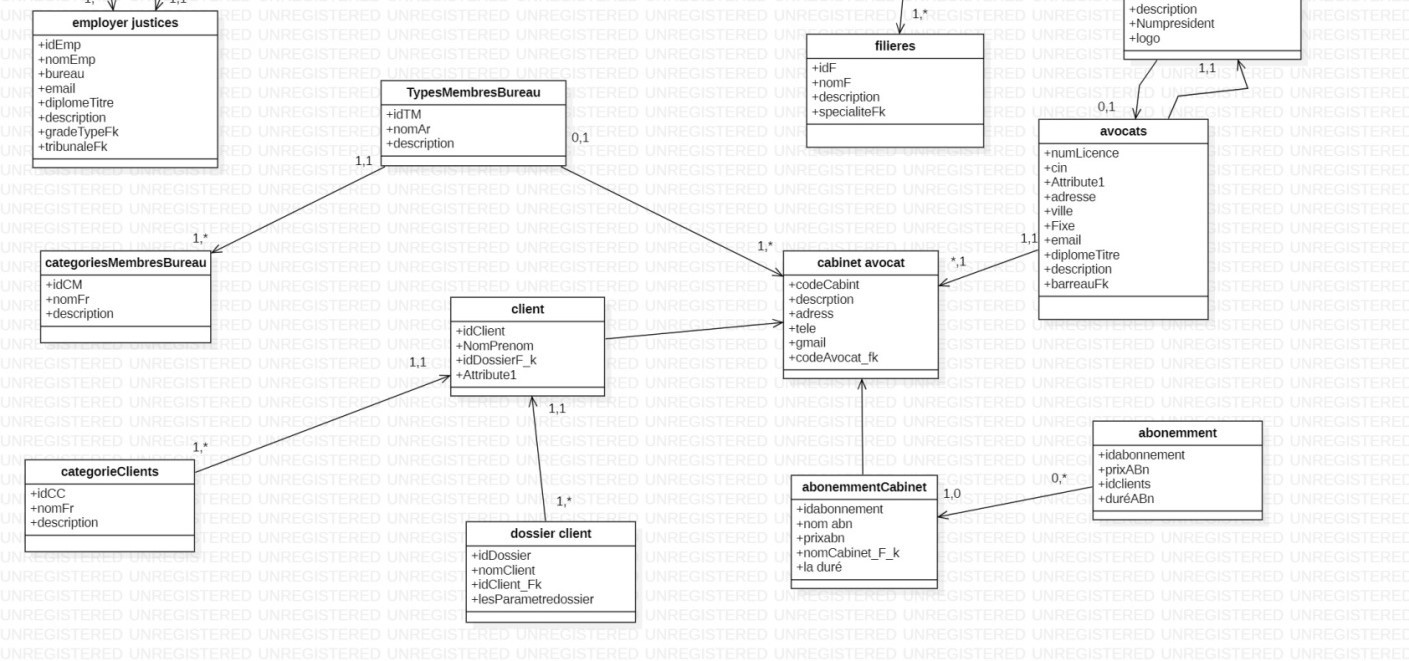 1,
1,1
employer justices
+idEmp
+nomEmp
+bureau
+email
+diplomeTitre
+description
+gradeTypeFk
+tribunaleFk
TypesMembresBureau
+idTM
+nomAr
+description
1,1
0,1
1,*
filieres
+idF
+nomF
+description
+specialiteFk
+description
+Numpresident
+logo
1,1
0,1
avocats
+numLicence
+cin
+Attribute1
+adresse
+ville
+Fixe
+email
+diplomeTitre
+description
+barreauFk
1,1
*,1
1,*
categoriesMembresBureau
+idCM
+nomFr
+description
1,*
cabinet avocat
+codeCabint
+descrption
+adress
+tele
+gmail
+codeAvocat_fk
client
+idClient
+NomPrenom
+idDossierF_k
+Attribute1
1,1
1,1
1,*
categorieClients
+idCC
+nomFr
+description
1,*
dossier client
+idDossier
+nomClient
+idClient_Fk
+lesParametredossier
abonemmentCabinet
+idabonnement
+nom abn
+prixabn
+nomCabinet_F_k
+la duré
1,0
0,*
abonemment
+idabonnement
+prixABn
+idclients
+duréABn
UNREGISTERED